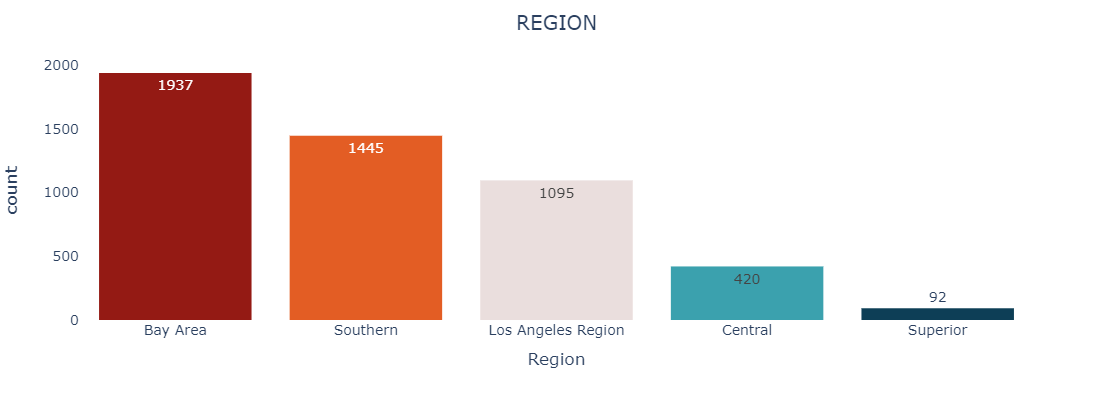 REGION
2000
1500
1000
500
0
count
1937
1445
1095
420
92
Bay Area
Southern
Los Angeles Region
Central
Superior
Region